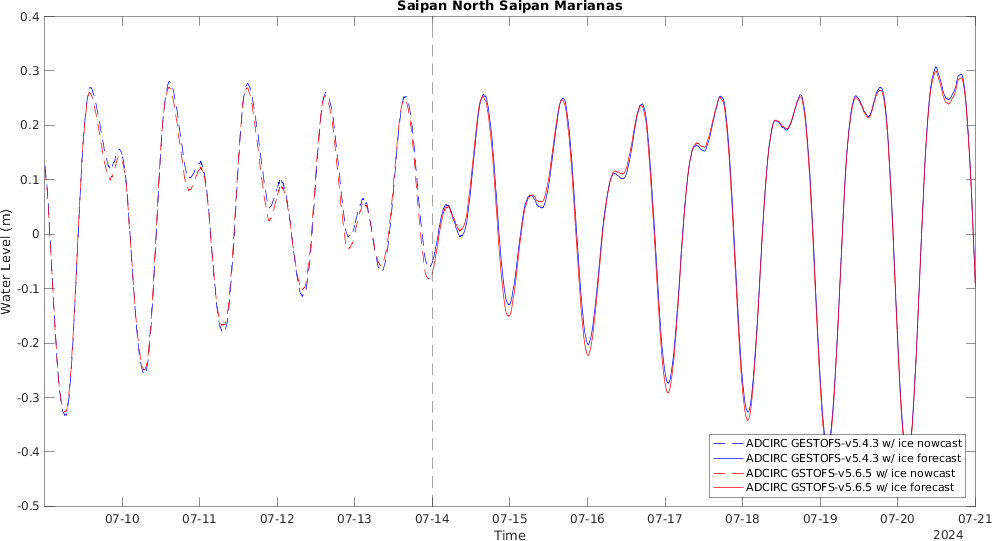 Saipan North Saipan Marianas
0.4
0.3
0.2
0.1
0
-0.1
-0.2
-0.3
-0.4
-0.5
Water Level (m)
ADCIRC GESTOFS-v5.4.3 w/ ice nowcast
ADCIRC GESTOFS-v5.4.3 w/ ice forecast
ADCIRC GSTOFS-v5.6.5 w/ ice nowcast
ADCIRC GSTOFS-v5.6.5 w/ ice forecast
07-10 07-11 07-12 07-13 07-14 07-15 07-16 07-17 07-18 07-19 07-20 07-21
Time
2024